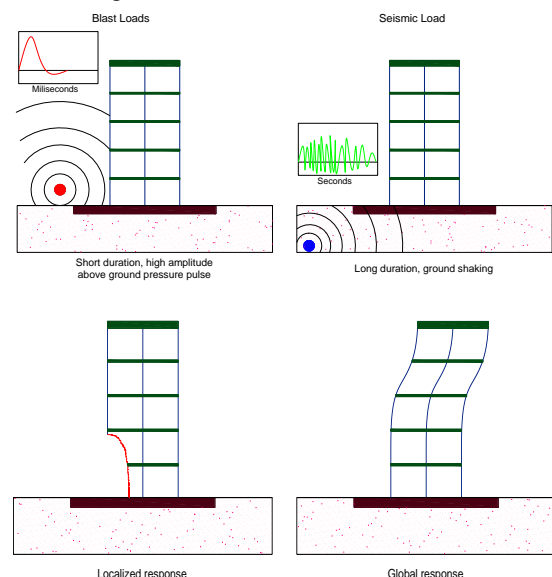 Blast Loads
Seismic Load
Miliseconds
Seconds
Short duration, high amplitude
above ground pressure pulse
Long duration, ground shaking
Localized response
Global response